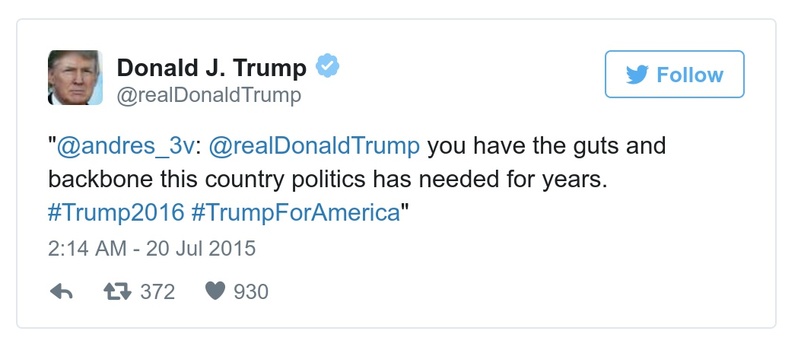 Donald J. Trump
@realDonaldTrump
Follow
"@andres_3v: @realDonaldTrump you have the guts and
backbone this country politics has needed for years.
#Trump2016 #TrumpForAmerica"
2:14 AM - 20 Jul 2015
372 930